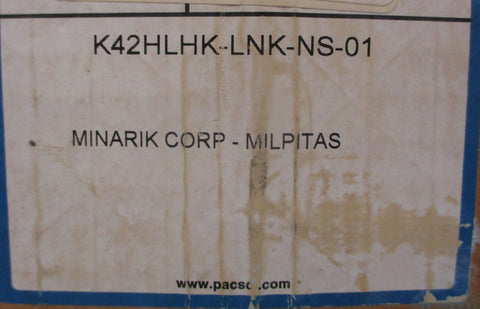 K42HLHK-LNK-NS-01
MINARIK CORP - MILPITAS